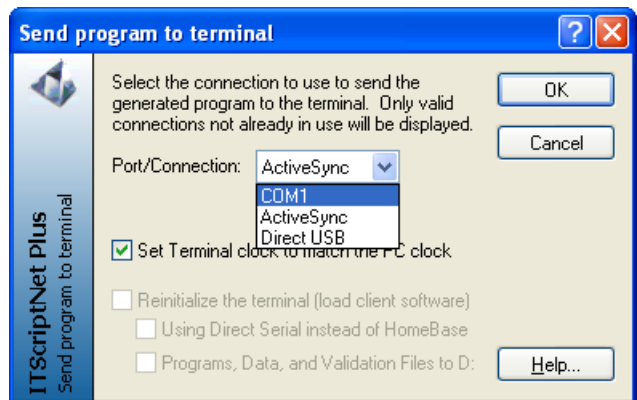 Send program to terminal
Select the connection to use to send the
generated program to the terminal. Only valid
connections not already in use will be displayed.
OK
Cancel
Port/Connection: ActiveSync
COM1
ActiveSync
Direct USB
Set Terminal clock to match the PC clock
Reinitialize the terminal (load client software)
Using Direct Serial instead of HomeBase
Programs, Data, and Validation Files to D:
Help...
ITScriptNet Plus
Send program to terminal